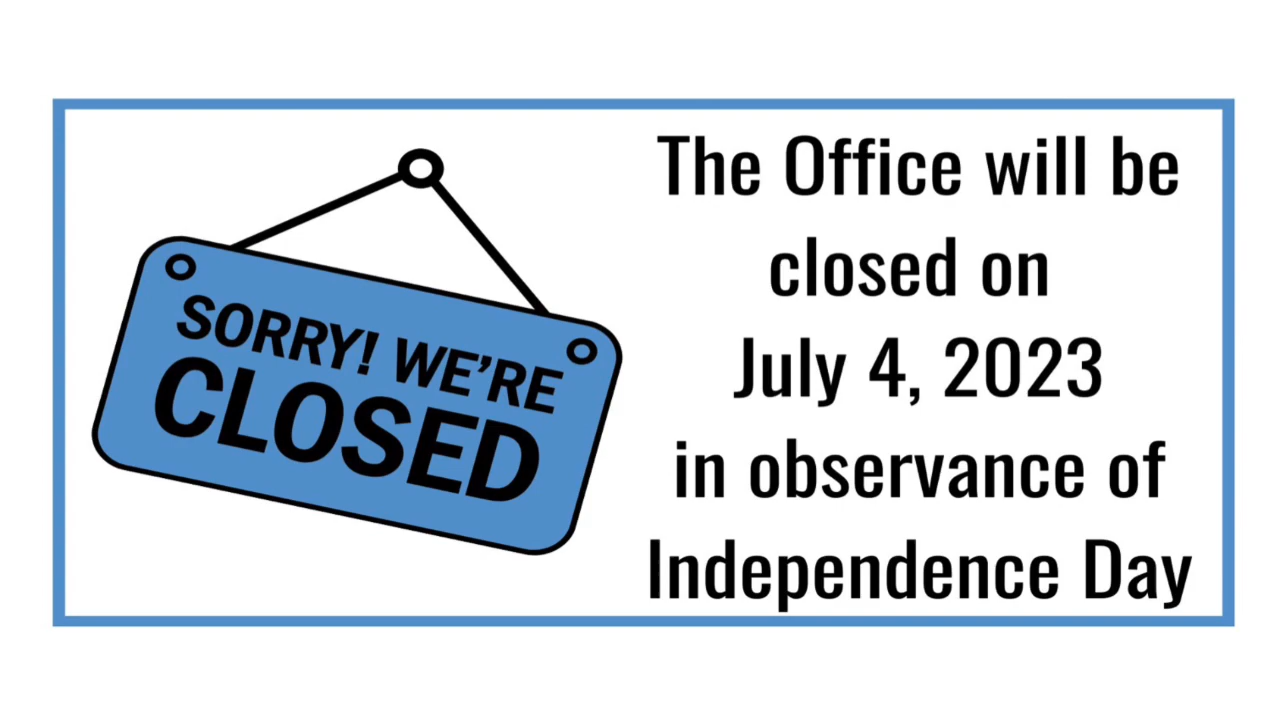 SORRY! WE'RE
CLOSED
The Office will be
closed on
July 4, 2023
in observance of
Independence Day